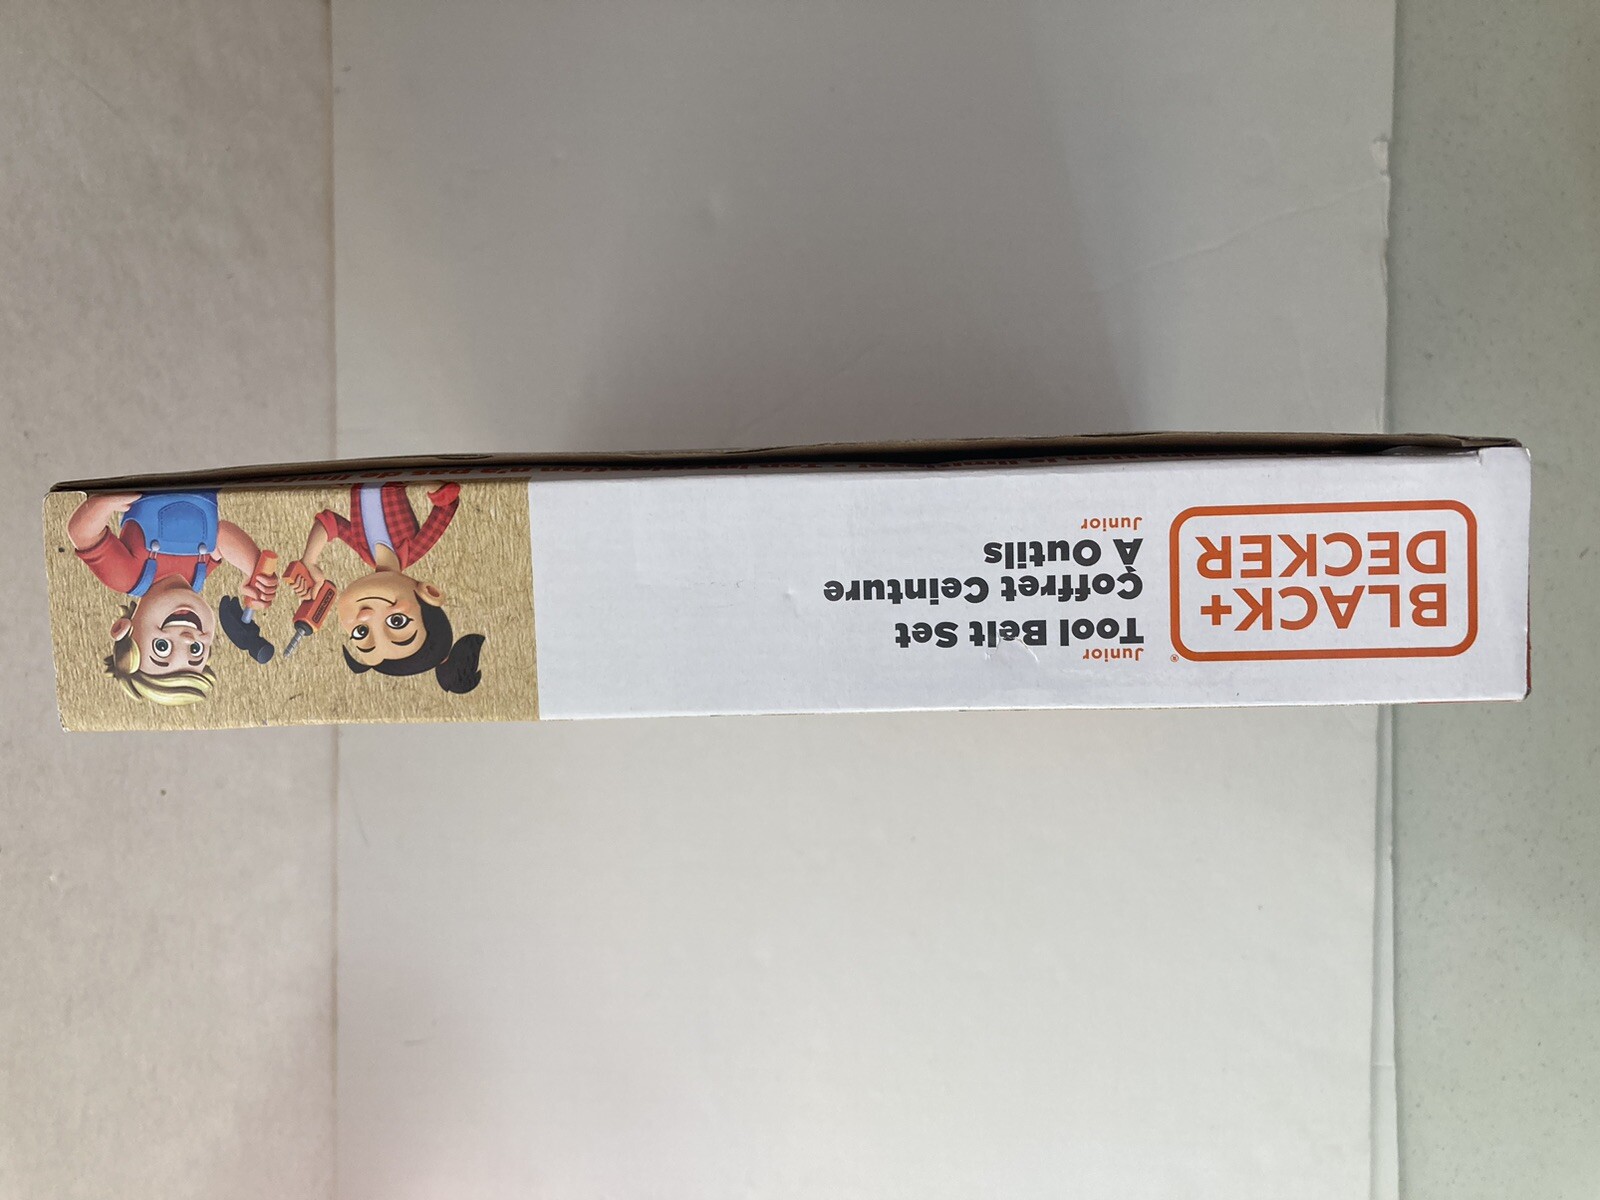 BLACK+
DECKER
®
Junior
Tool Belt Set
Coffret Ceinture
À Outils
Junior